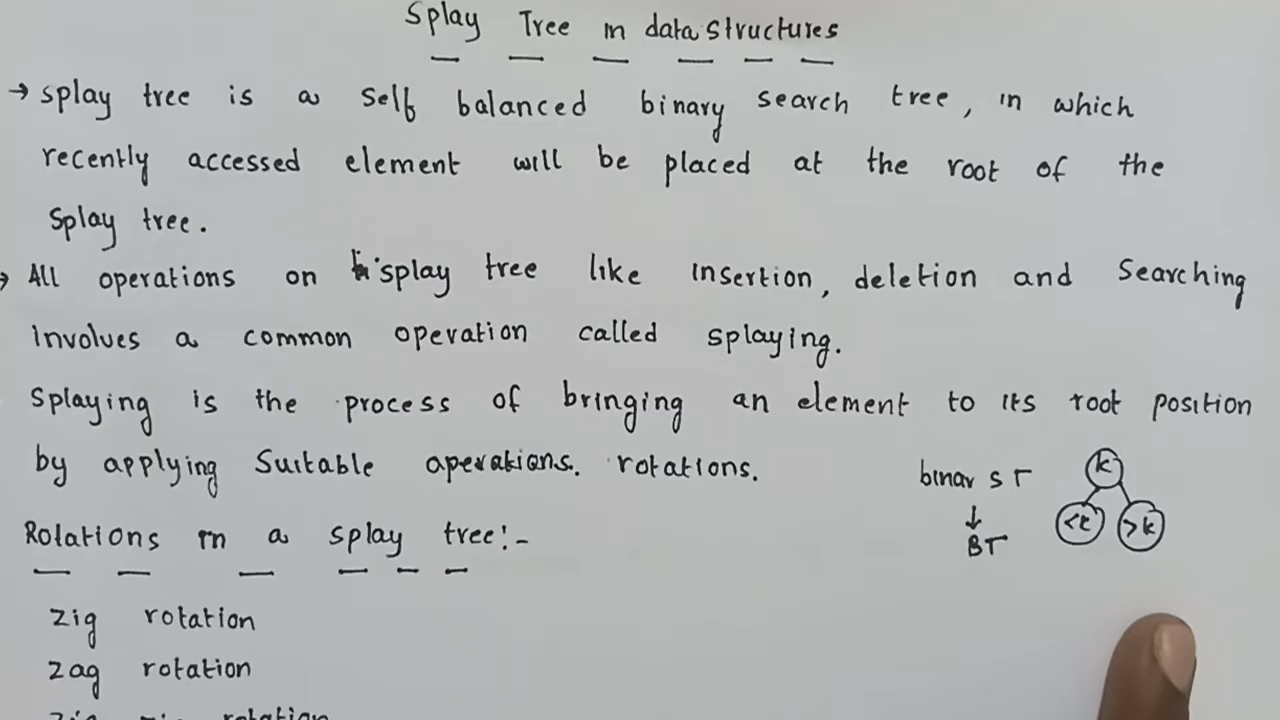 Splay Tree in data structures
→ splay tree is a self balanced binary search tree, in which
recently accessed element will be placed at the root of the
splay tree.
→ All operations on splay tree like insertion, deletion and searching
involves a common operation called splaying.
Splaying is the process of bringing an element to its root position
by applying suitable operations. rotations.
binar s T
↓
BT
k
<k
>k
Rotations in a splay tree:-
zig rotation
zag rotation
rotation